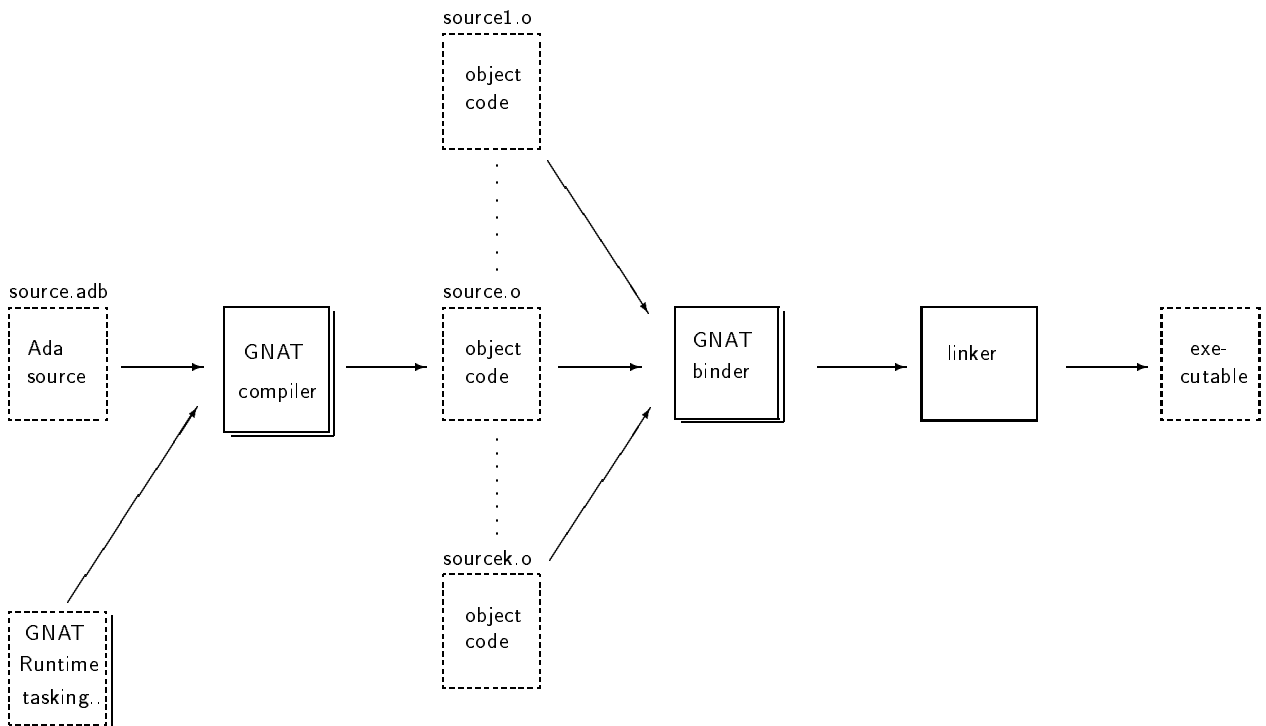 source1.o
object
code
source.adb
Ada
source
GNAT
compiler
source.o
object
code
GNAT
binder
linker
exe-
cutable
sourcek.o
object
code
GNAT
Runtime
tasking..